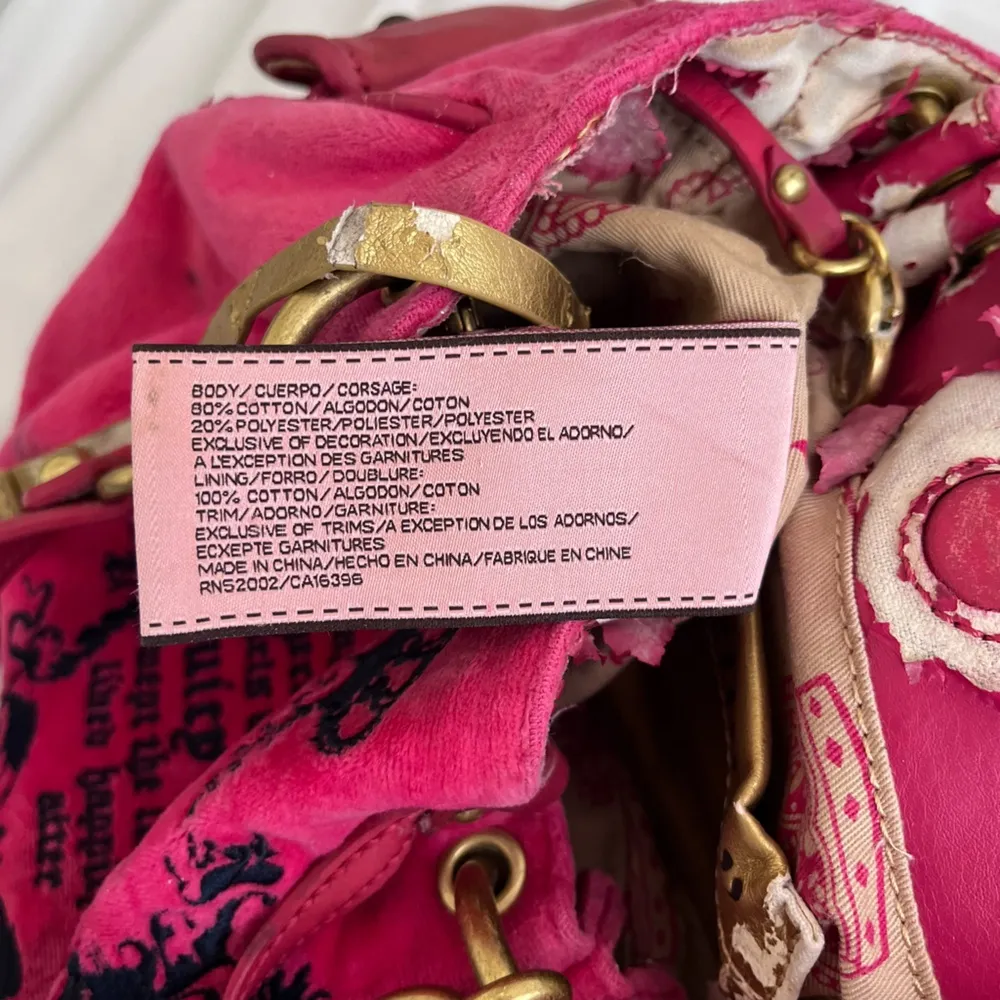 BODY/CUERPO/CORSAGE:
80% COTTON/ALGODON/COTON
20% POLYESTER/POLIESTER/POLYESTER
EXCLUSIVE OF DECORATION/EXCLUYENDO EL ADORNO/
A L'EXCEPTION DES GARNITURES
LINING/FORRO/DOUBLURE:
100% COTTON/ALGODON/COTON
TRIM/ADORNO/GARNITURE:
EXCLUSIVE OF TRIMS/A EXCEPTION DE LOS ADORNOS/
ECXEPTE GARNITURES
MADE IN CHINA/HECHO EN CHINA/FABRIQUE EN CHINE
RN52002/CA16396
the